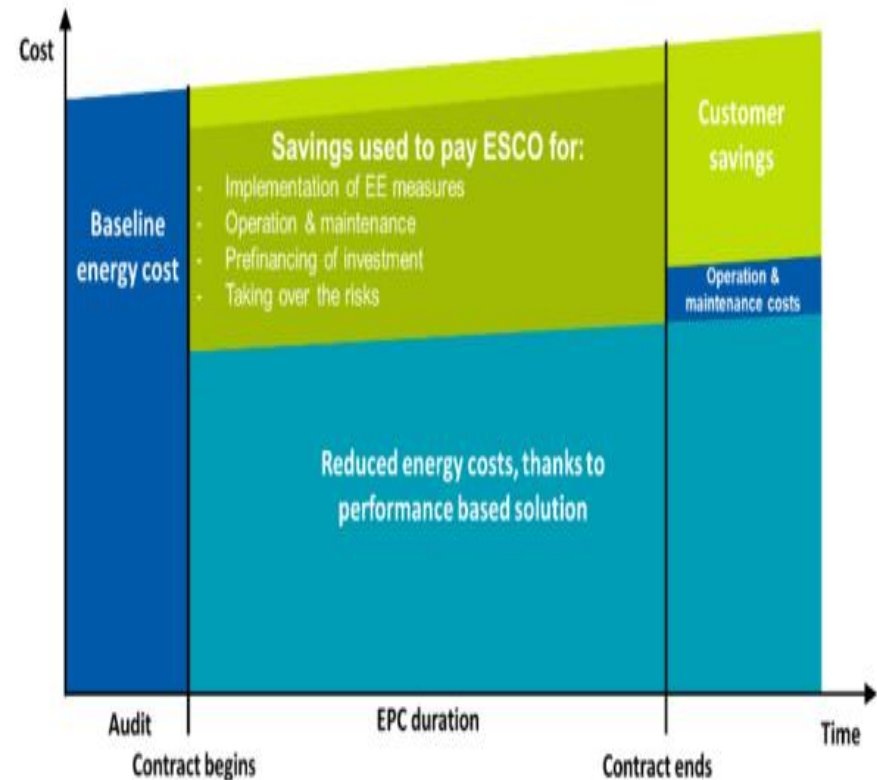 Cost
Savings used to pay ESCO for:
- Implementation of EE measures
- Operation & maintenance
- Prefinancing of investment
- Taking over the risks
Baseline
energy cost
Customer
savings
Operation &
maintenance costs
Reduced energy costs, thanks to
performance based solution
Audit
EPC duration
Time
Contract begins
Contract ends